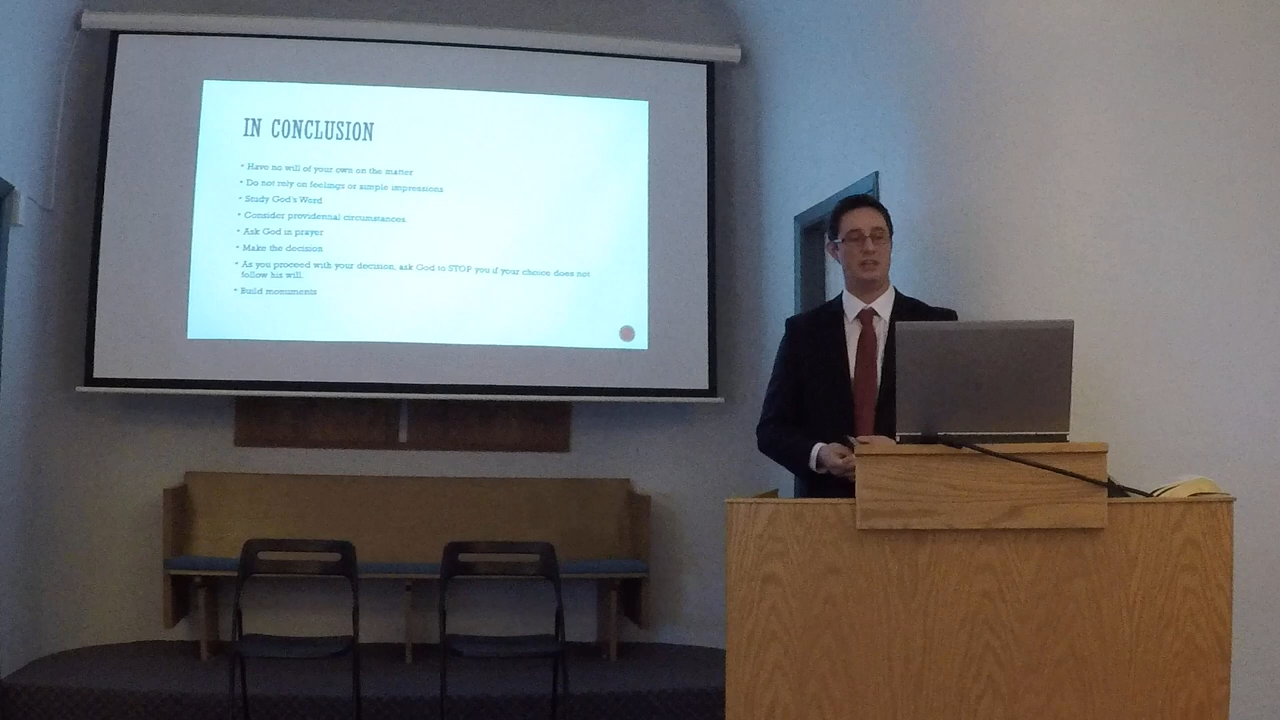 IN CONCLUSION
• Have no will of your own on the matter
• Do not rely on feelings or simple impressions
• Study God's Word
• Consider providential circumstances
• Ask God in prayer
• Make the decision
• As you proceed with your decision, ask God to STOP you if your choice does not
follow his will.
• Build monuments